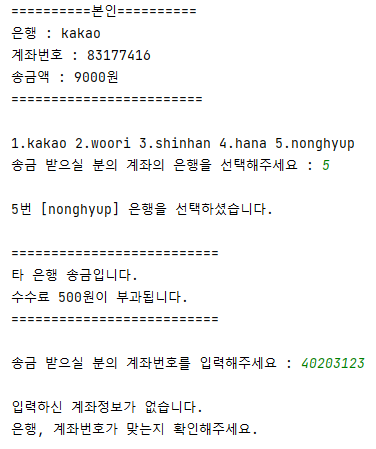 ==========본인==========
은행 : kakao
계좌번호 : 83177416
송금액 : 9000원
========================
1.kakao 2.woori 3.shinhan 4.hana 5.nonghyup
송금 받으실 분의 계좌의 은행을 선택해주세요 : 5
5번 [nonghyup] 은행을 선택하셨습니다.
==========================
타 은행 송금입니다.
수수료 500원이 부과됩니다.
==========================
송금 받으실 분의 계좌번호를 입력해주세요 : 40203123
입력하신 계좌정보가 없습니다.
은행, 계좌번호가 맞는지 확인해주세요.